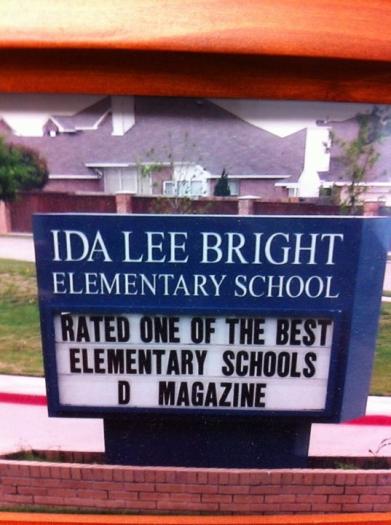 IDA LEE BRIGHT
ELEMENTARY SCHOOL
RATED ONE OF THE BEST
ELEMENTARY SCHOOLS
D MAGAZINE